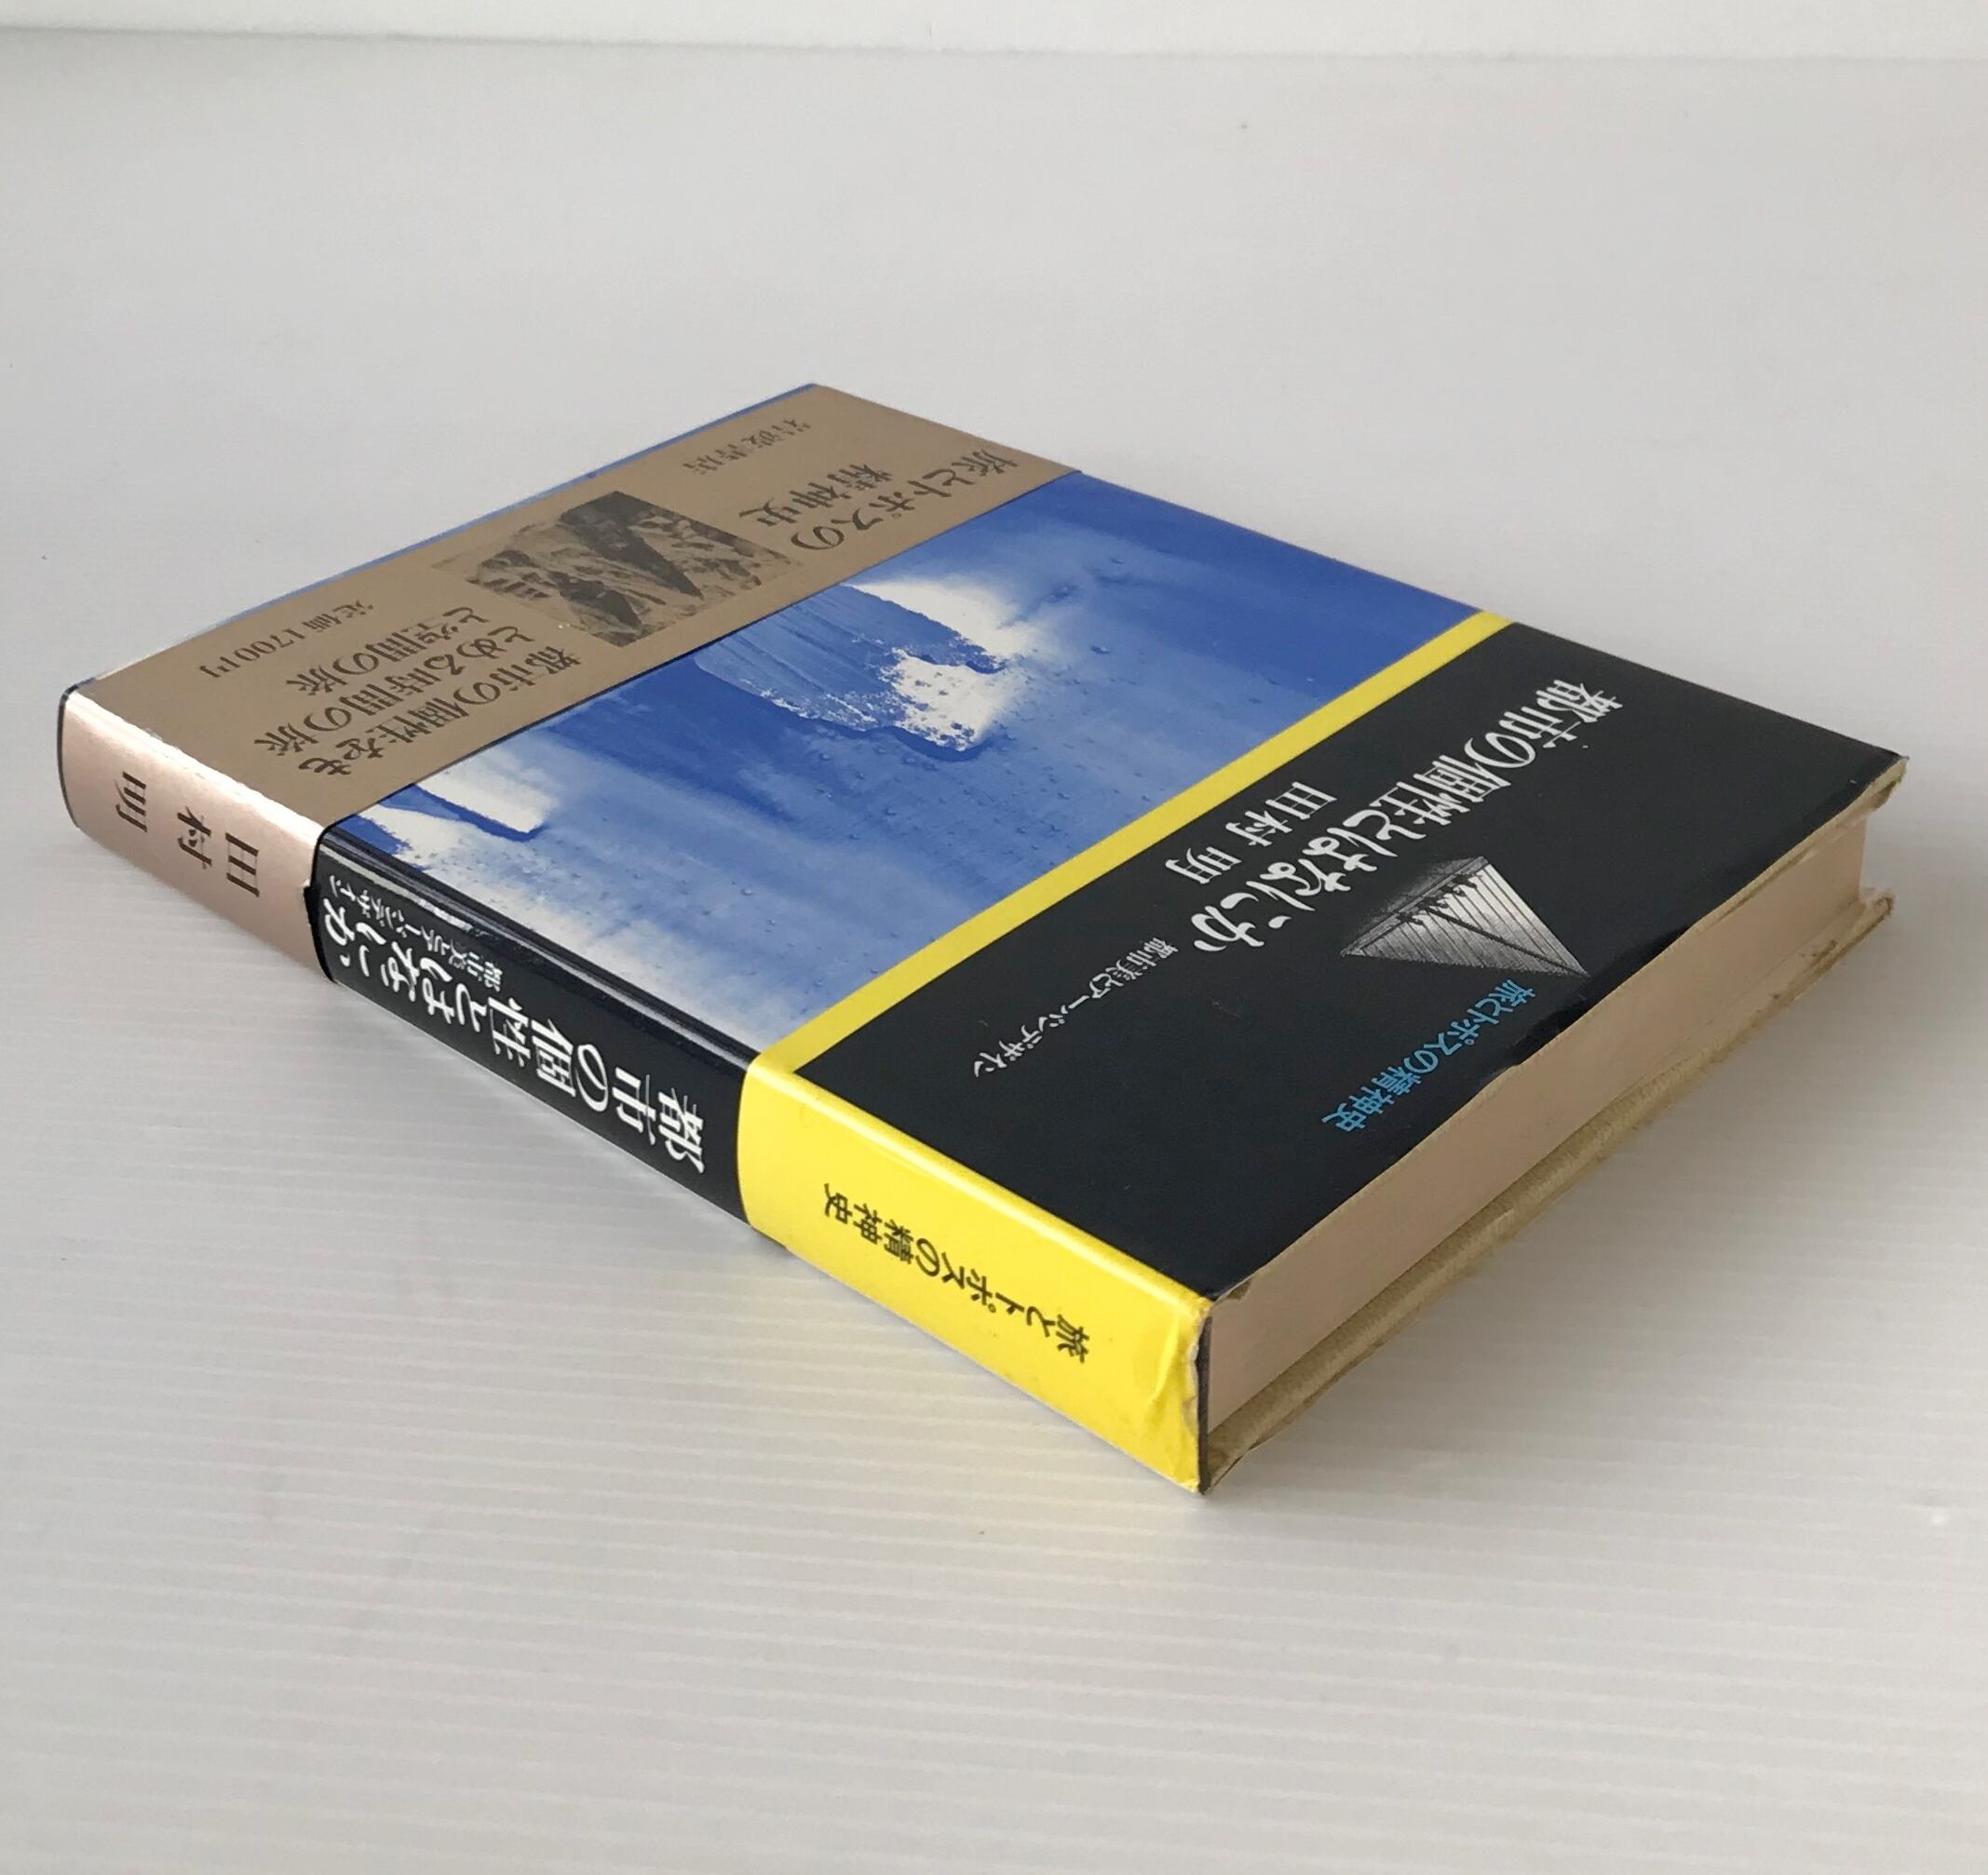 旅とトポスの精神史
都市の個性とはなにか
田村 明
都市美とアーバンデザイン
旅とトポスの
精神史
岩波書店
都市の個性をも
とめる時間の旅
と空間の旅
定価1700円
旅とトポスの精神史
都市の個性とはなにか
都市美とアーバンデザイン
田村 明